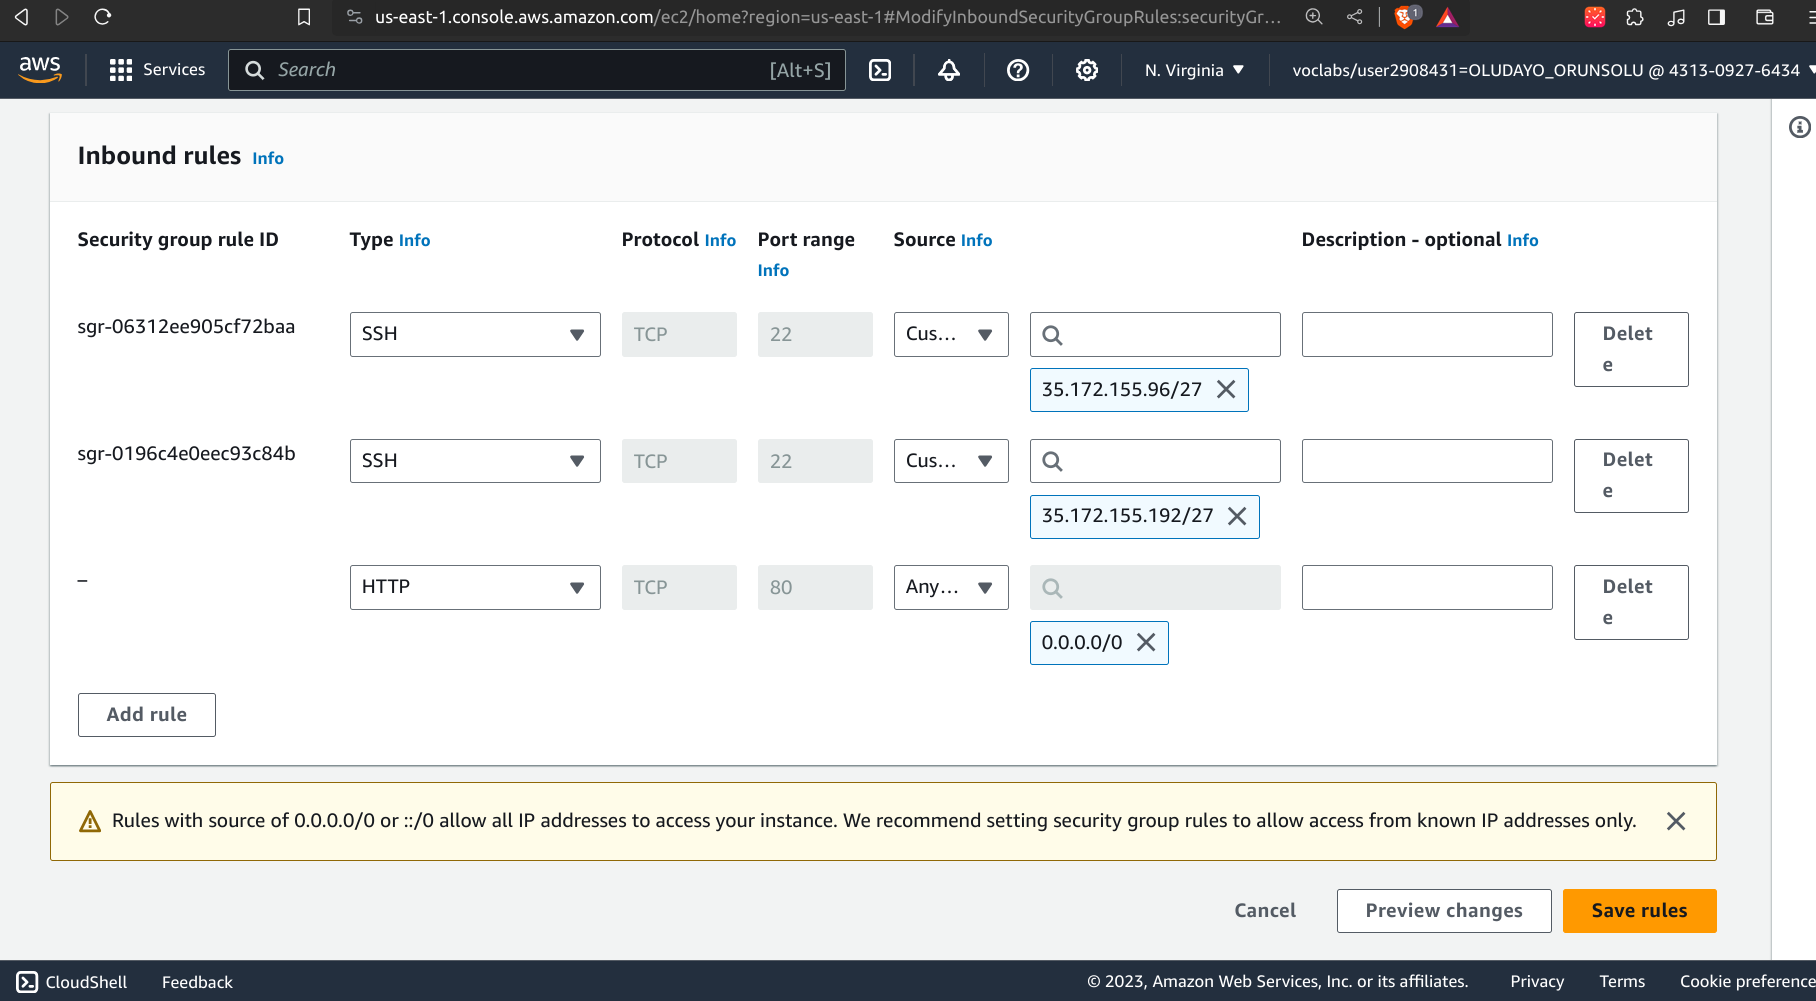 us-east-1.console.aws.amazon.com/ec2/home?region=us-east-1#ModifyInboundSecurityGroupRules:securityGr... 1
aws Services Search [Alt+S] N. Virginia voclabs/user2908431=OLUDAYO_ORUNSOLU @ 4313-0927-6434
Inbound rules Info
Security group rule ID Type Info Protocol Info Port range Source Info Description - optional Info
Info
sgr-06312ee905cf72baa SSH TCP 22 Cus... Delet
e
35.172.155.96/27
sgr-0196c4e0eec93c84b SSH TCP 22 Cus... Delet
e
35.172.155.192/27
– HTTP TCP 80 Any... Delet
e
0.0.0.0/0
Add rule
Rules with source of 0.0.0.0/0 or ::/0 allow all IP addresses to access your instance. We recommend setting security group rules to allow access from known IP addresses only.
Cancel Preview changes Save rules
CloudShell Feedback © 2023, Amazon Web Services, Inc. or its affiliates. Privacy Terms Cookie preference